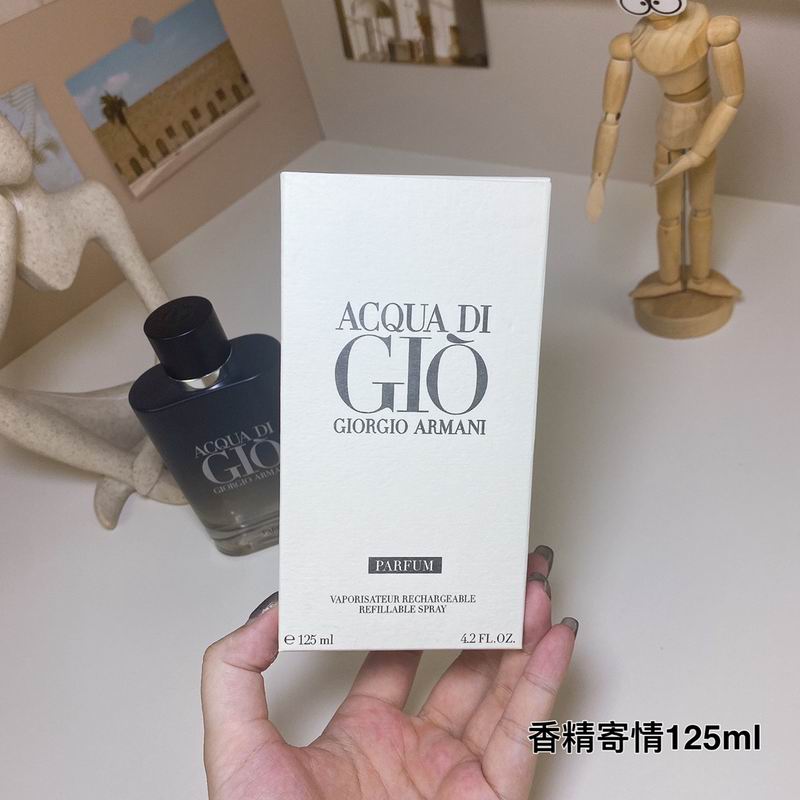 ACQUA DI
GIÒ
GIORGIO ARMANI
PARFUM
VAPORISATEUR RECHARGEABLE
REFILLABLE SPRAY
℮ 125 ml
4.2 FL.OZ.
ACQUA DI
GIÒ
GIORGIO ARMA
香精寄情125ml